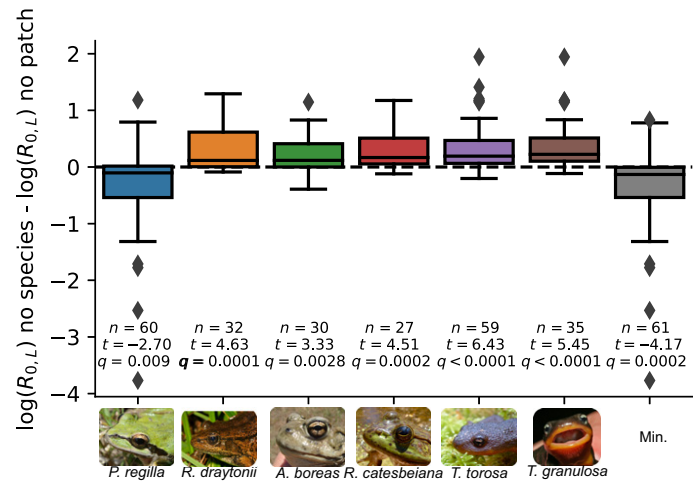 log(R0,L) no species - log(R0,L) no patch
2
1
0
−1
−2
−3
−4
n = 60 n = 32 n = 30 n = 27 n = 59 n = 35 n = 61
t = −2.70 t = 4.63 t = 3.33 t = 4.51 t = 6.43 t = 5.45 t = −4.17
q = 0.009 q = 0.0001 q = 0.0028 q = 0.0002 q < 0.0001 q < 0.0001 q = 0.0002
P. regilla R. draytonii A. boreas R. catesbeiana T. torosa T. granulosa Min.